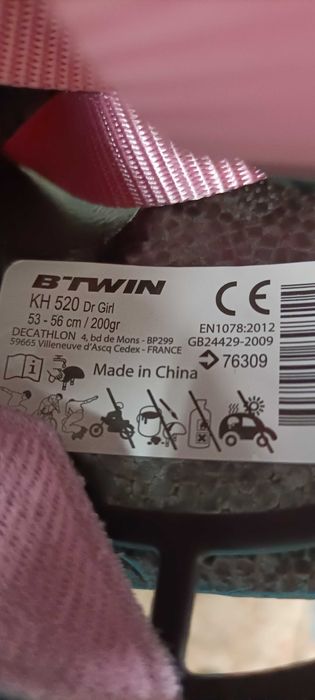 B'TWIN
KH 520 Dr Girl
53 - 56 cm / 200gr
DECATHLON 4, bd de Mons - BP299
59665 Villeneuve d'Ascq Cedex - FRANCE
CE
EN1078:2012
GB24429-2009
76309
Made in China